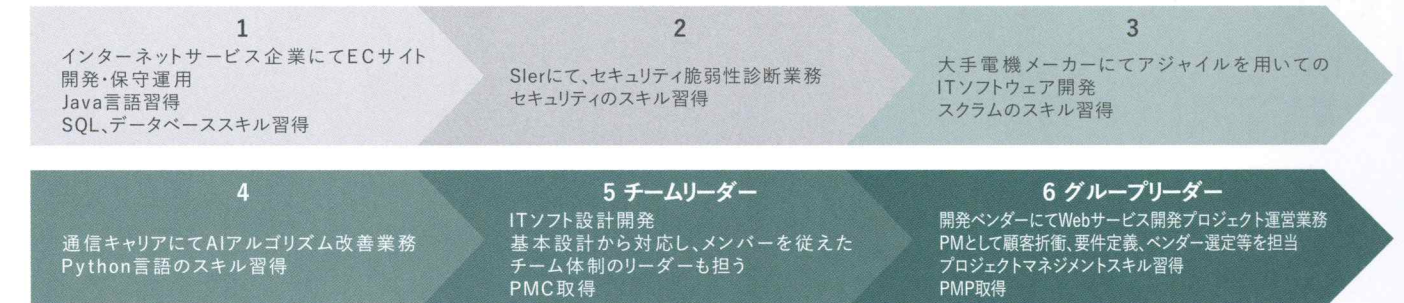 1
インターネットサービス企業にてECサイト
開発・保守運用
Java言語習得
SQL、データベーススキル習得
2
SIerにて、セキュリティ脆弱性診断業務
セキュリティのスキル習得
3
大手電機メーカーにてアジャイルを用いての
ITソフトウェア開発
スクラムのスキル習得
4
通信キャリアにてAIアルゴリズム改善業務
Python言語のスキル習得
5 チームリーダー
ITソフト設計開発
基本設計から対応し、メンバーを従えた
チーム体制のリーダーも担う
PMC取得
6 グループリーダー
開発ベンダーにてWebサービス開発プロジェクト運営業務
PMとして顧客折衝、要件定義、ベンダー選定等を担当
プロジェクトマネジメントスキル習得
PMP取得